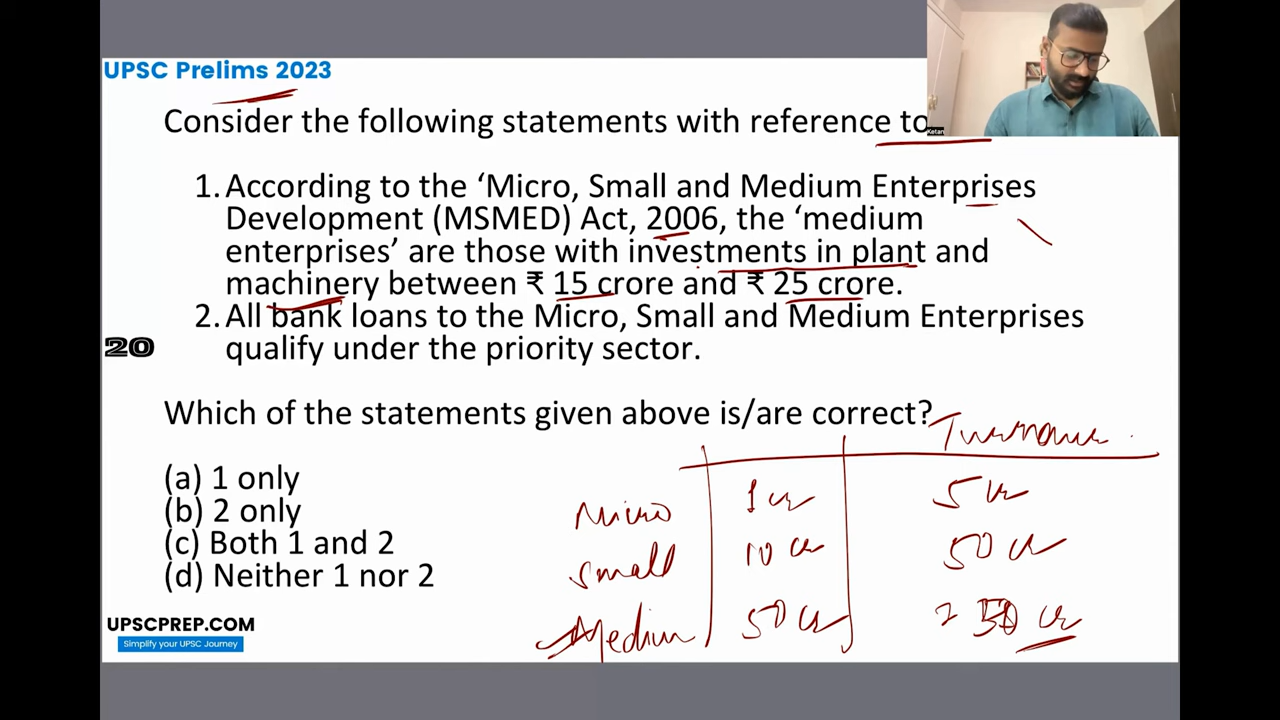 UPSC Prelims 2023
Consider the following statements with reference to
1. According to the ‘Micro, Small and Medium Enterprises
Development (MSMED) Act, 2006, the ‘medium
enterprises’ are those with investments in plant and
machinery between ₹ 15 crore and ₹ 25 crore.
2. All bank loans to the Micro, Small and Medium Enterprises
qualify under the priority sector.
20
Which of the statements given above is/are correct?
(a) 1 only
(b) 2 only
(c) Both 1 and 2
(d) Neither 1 nor 2
Turnover
Micro 1 cr 5 cr
Small 10 cr 50 cr
Medium 50 cr 250 cr
UPSCPREP.COM
Simplify your UPSC Journey
Ketan